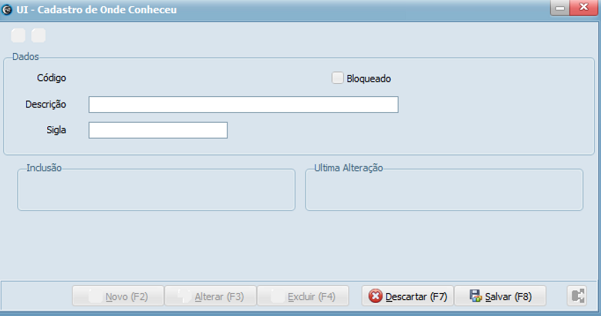 UI - Cadastro de Onde Conheceu
Dados
Código
Bloqueado
Descrição
Sigla
Inclusão
Ultima Alteração
Novo (F2)
Alterar (F3)
Excluir (F4)
Descartar (F7)
Salvar (F8)